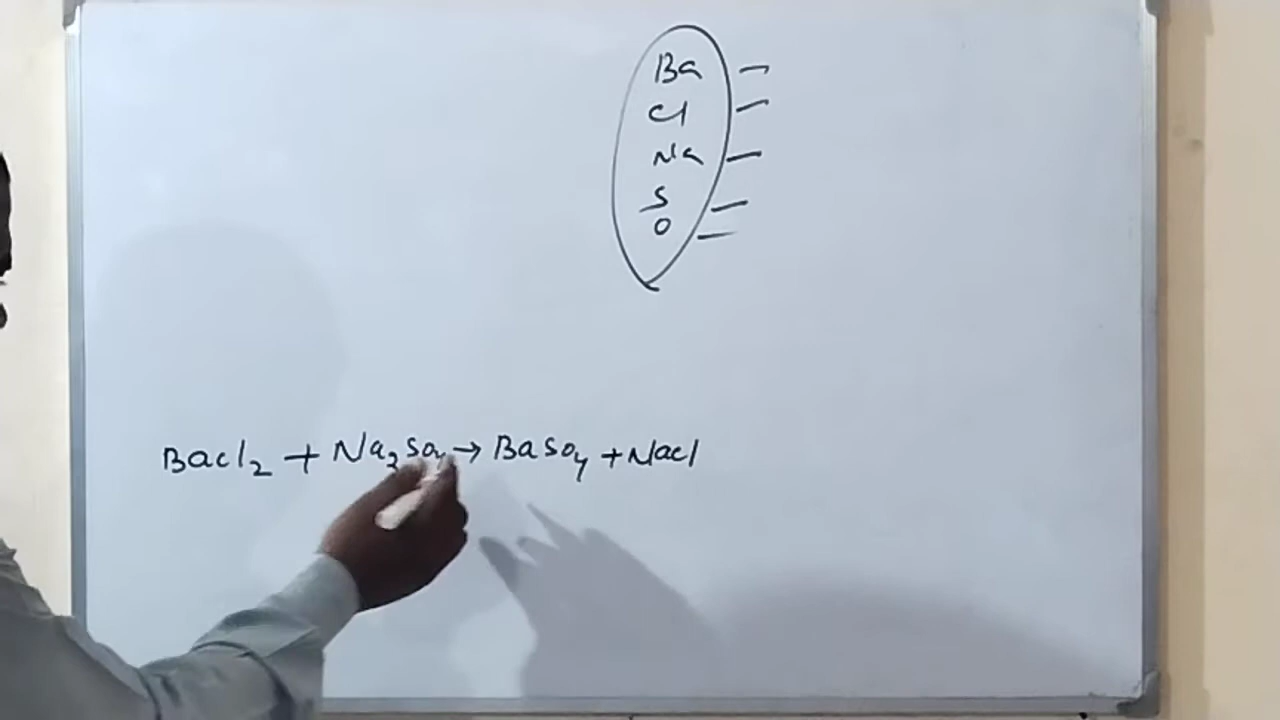 Ba —
Cl —
Na —
S —
O —
BaCl₂ + Na₂SO₄ → BaSO₄ + NaCl